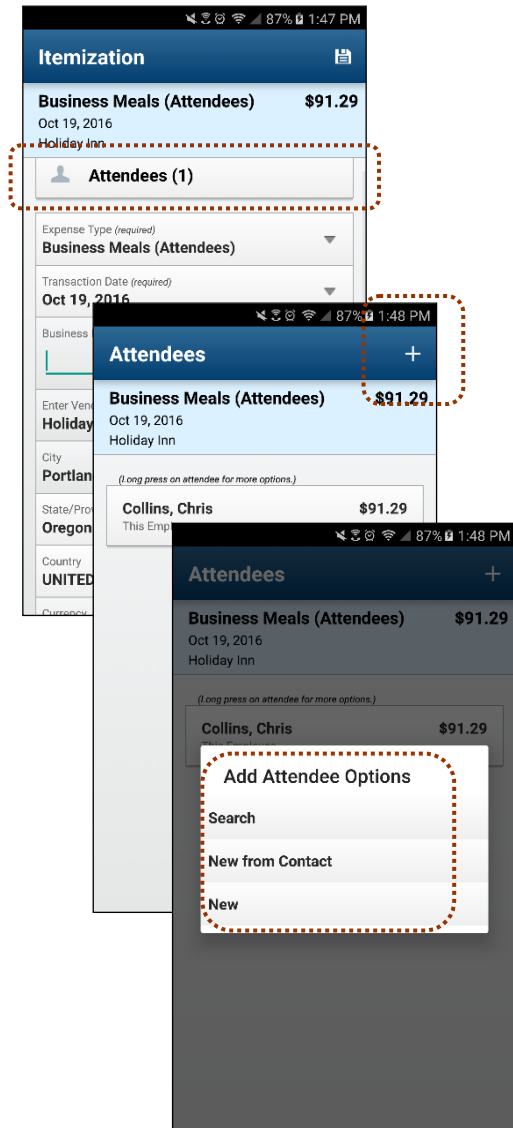 87% 1:47 PM
Itemization
Business Meals (Attendees) $91.29
Oct 19, 2016
Holiday Inn
Attendees (1)
Expense Type (required)
Business Meals (Attendees)
Transaction Date (required)
Oct 19, 2016
Business
Enter Ven
Holiday
City
Portlan
State/Prov
Oregon
Country
UNITED
Currency
87% 1:48 PM
Attendees +
Business Meals (Attendees) $91.29
Oct 19, 2016
Holiday Inn
(Long press on attendee for more options.)
Collins, Chris $91.29
This Emp
87% 1:48 PM
Attendees +
Business Meals (Attendees) $91.29
Oct 19, 2016
Holiday Inn
(Long press on attendee for more options.)
Collins, Chris $91.29
This Employee
Add Attendee Options
Search
New from Contact
New